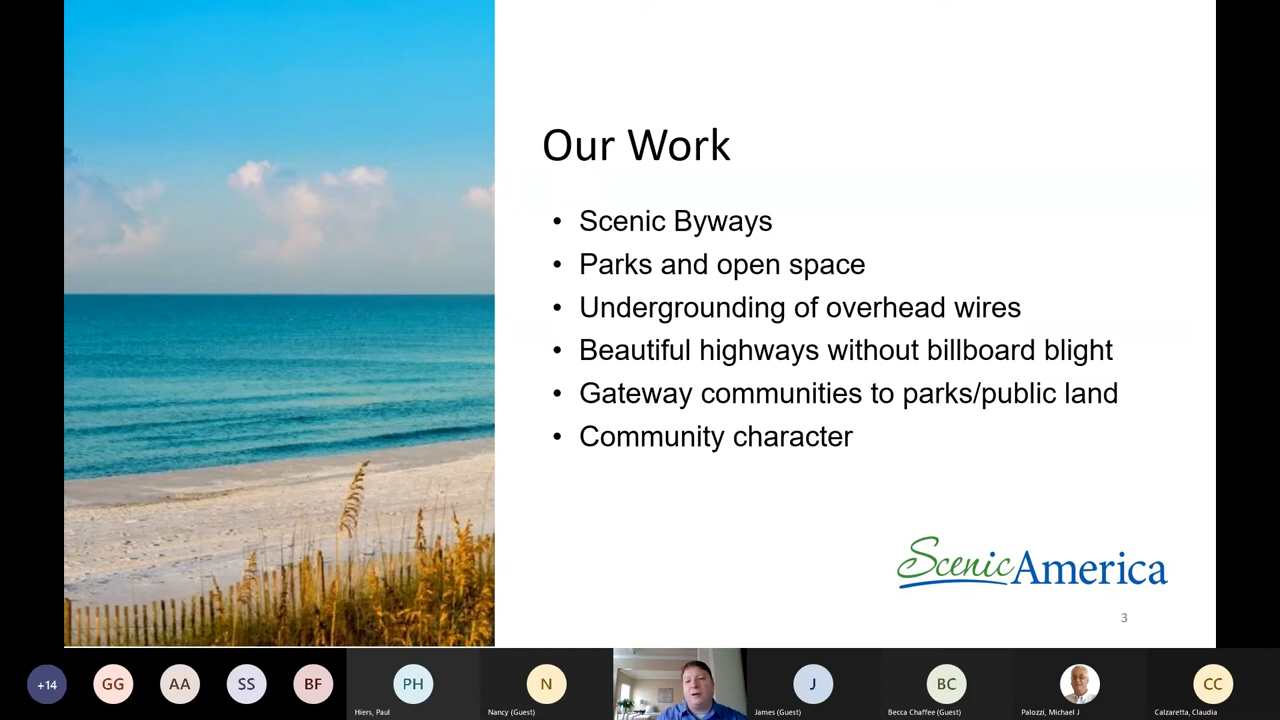 Our Work
• Scenic Byways
• Parks and open space
• Undergrounding of overhead wires
• Beautiful highways without billboard blight
• Gateway communities to parks/public land
• Community character
Scenic America
3
+14
GG
AA
SS
BF
PH
Hiers, Paul
N
Nancy (Guest)
J
James (Guest)
BC
Becca Chaffee (Guest)
Palozzi, Michael J
CC
Calzaretta, Claudia